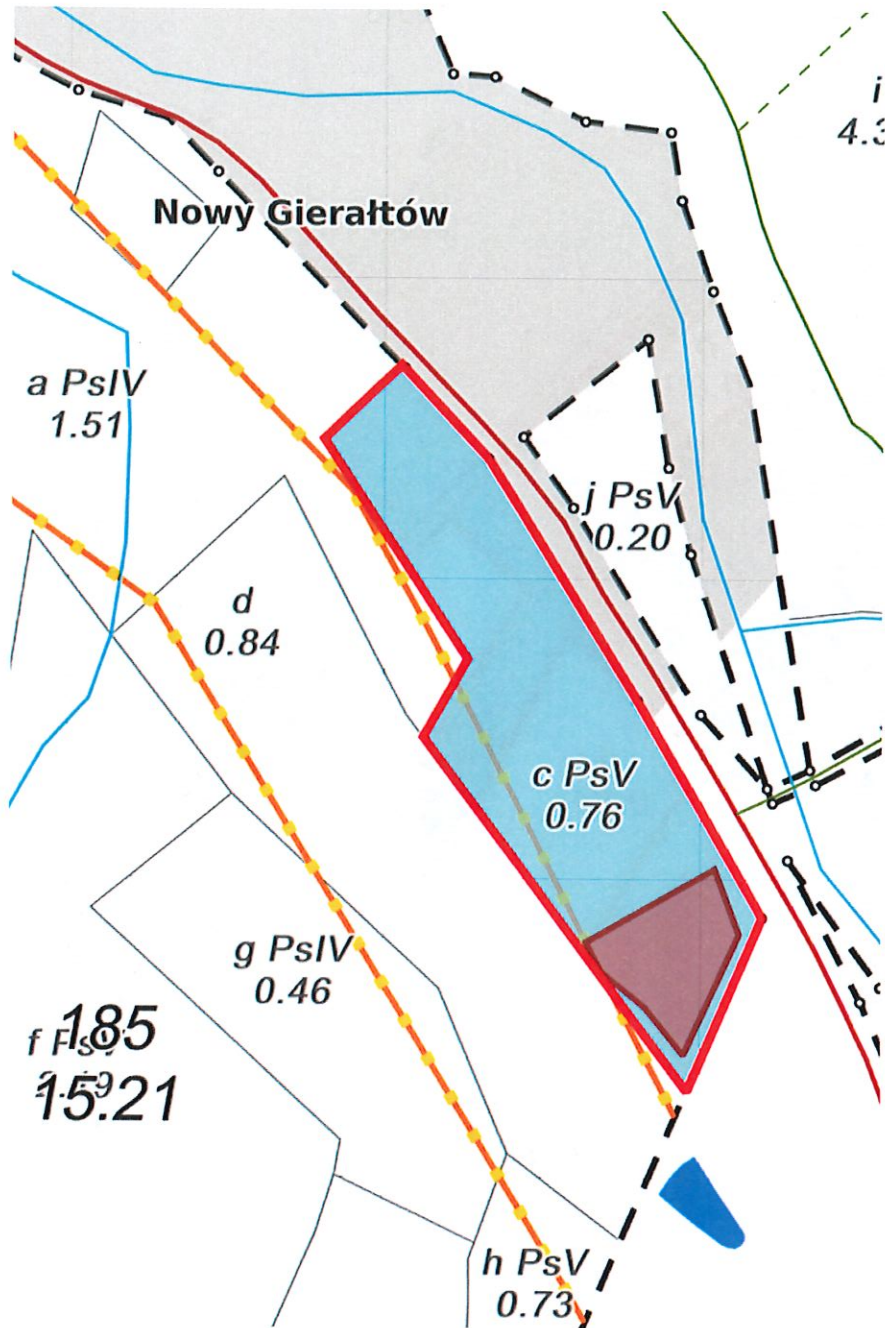 i
Nowy Gierałtów
a PsIV
1.51
j PsV
0.20
d
0.84
c PsV
0.76
g PsIV
0.46
185
15.21
h PsV
0.73